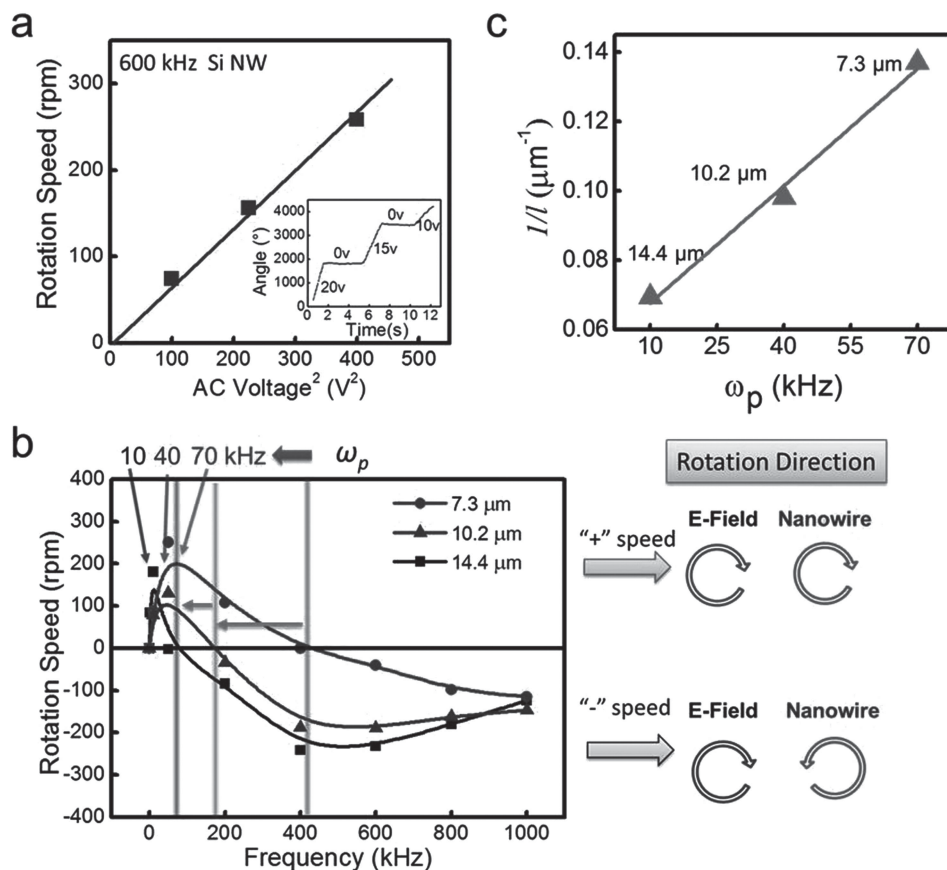 a
600 kHz Si NW
Rotation Speed (rpm)
300
200
100
0
0
100
200
300
400
500
AC Voltage² (V²)
Angle (°)
4000
3000
2000
1000
0
20v
0v
15v
0v
10v
2
4
6
8
10
12
Time(s)
c
1/l (μm⁻¹)
0.14
0.12
0.10
0.08
0.06
7.3 μm
10.2 μm
14.4 μm
10
25
40
55
70
ωp (kHz)
b
10 40 70 kHz ωp
Rotation Speed (rpm)
400
300
200
100
0
-100
-200
-300
-400
7.3 μm
10.2 μm
14.4 μm
0
200
400
600
800
1000
Frequency (kHz)
Rotation Direction
"+" speed
E-Field
Nanowire
"-" speed
E-Field
Nanowire